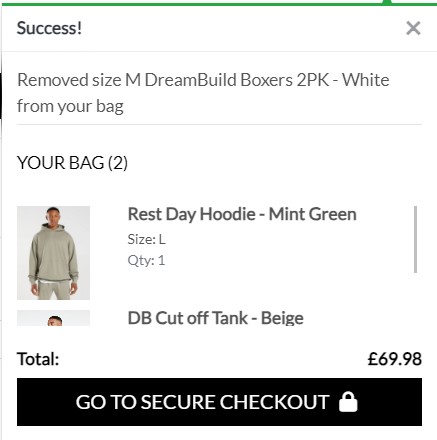 Success!
Removed size M DreamBuild Boxers 2PK - White
from your bag
YOUR BAG (2)
Rest Day Hoodie - Mint Green
Size: L
Qty: 1
DB Cut off Tank - Beige
Total: £69.98
GO TO SECURE CHECKOUT